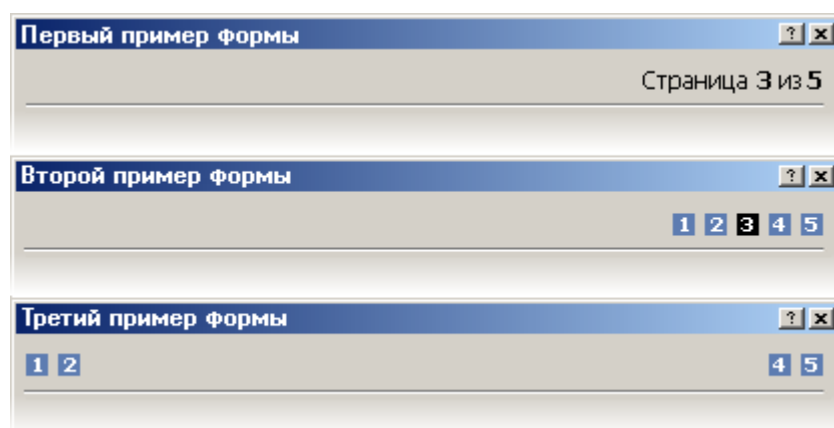 Первый пример формы
Страница 3 из 5
Второй пример формы
1 2 3 4 5
Третий пример формы
1 2 4 5